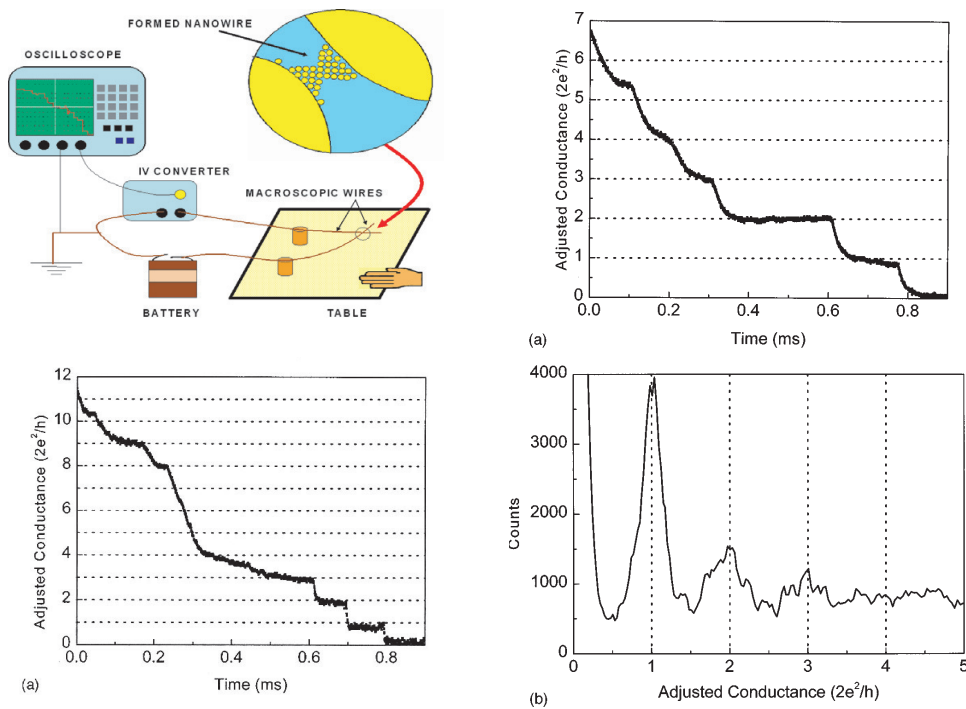 FORMED NANOWIRE
OSCILLOSCOPE
IV CONVERTER
MACROSCOPIC WIRES
BATTERY
TABLE
Adjusted Conductance (2e²/h)
7
6
5
4
3
2
1
0
0.0 0.2 0.4 0.6 0.8
Time (ms)
(a)
Adjusted Conductance (2e²/h)
12
10
8
6
4
2
0
0.0 0.2 0.4 0.6 0.8
Time (ms)
(a)
Counts
4000
3000
2000
1000
0
0 1 2 3 4 5
Adjusted Conductance (2e²/h)
(b)